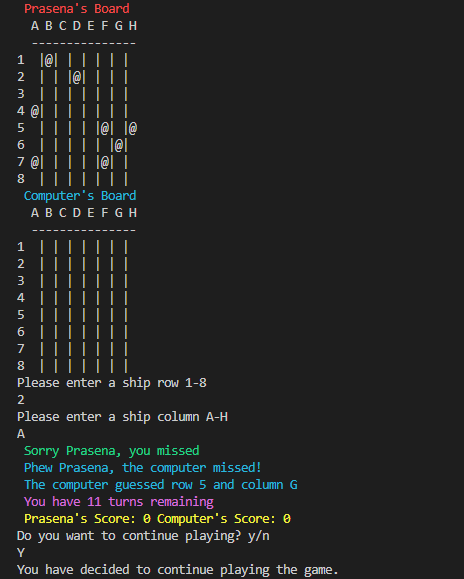 Prasena's Board
  A B C D E F G H
  ---------------
1  |@| | | | | |
2  | | |@| | | |
3  | | | | | | |
4 @| | | | | | |
5  | | | | |@| |@
6  | | | | | |@|
7 @| | | | |@| |
8  | | | | | | |
Computer's Board
  A B C D E F G H
  ---------------
1  | | | | | | |
2  | | | | | | |
3  | | | | | | |
4  | | | | | | |
5  | | | | | | |
6  | | | | | | |
7  | | | | | | |
8  | | | | | | |
Please enter a ship row 1-8
2
Please enter a ship column A-H
A
Sorry Prasena, you missed
Phew Prasena, the computer missed!
The computer guessed row 5 and column G
You have 11 turns remaining
Prasena's Score: 0 Computer's Score: 0
Do you want to continue playing? y/n
Y
You have decided to continue playing the game.